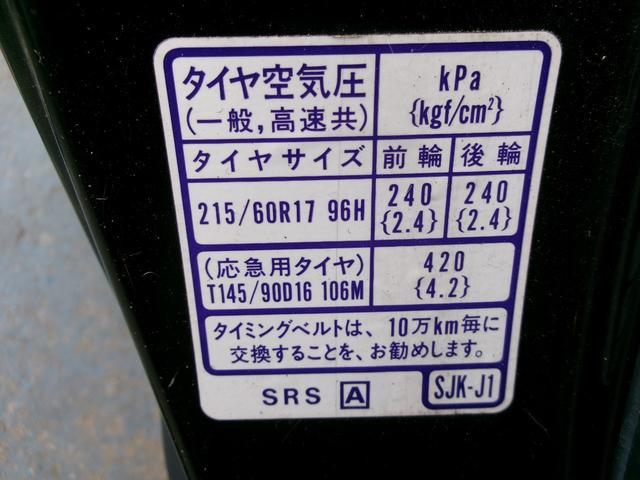 タイヤ空気圧
(一般,高速共)
kPa
{kgf/cm²}
タイヤサイズ 前輪 後輪
215/60R17 96H 240 {2.4} 240 {2.4}
(応急用タイヤ)
T145/90D16 106M
420
{4.2}
タイミングベルトは、10万km毎に
交換することを、お勧めします。
SRS A SJK-J1